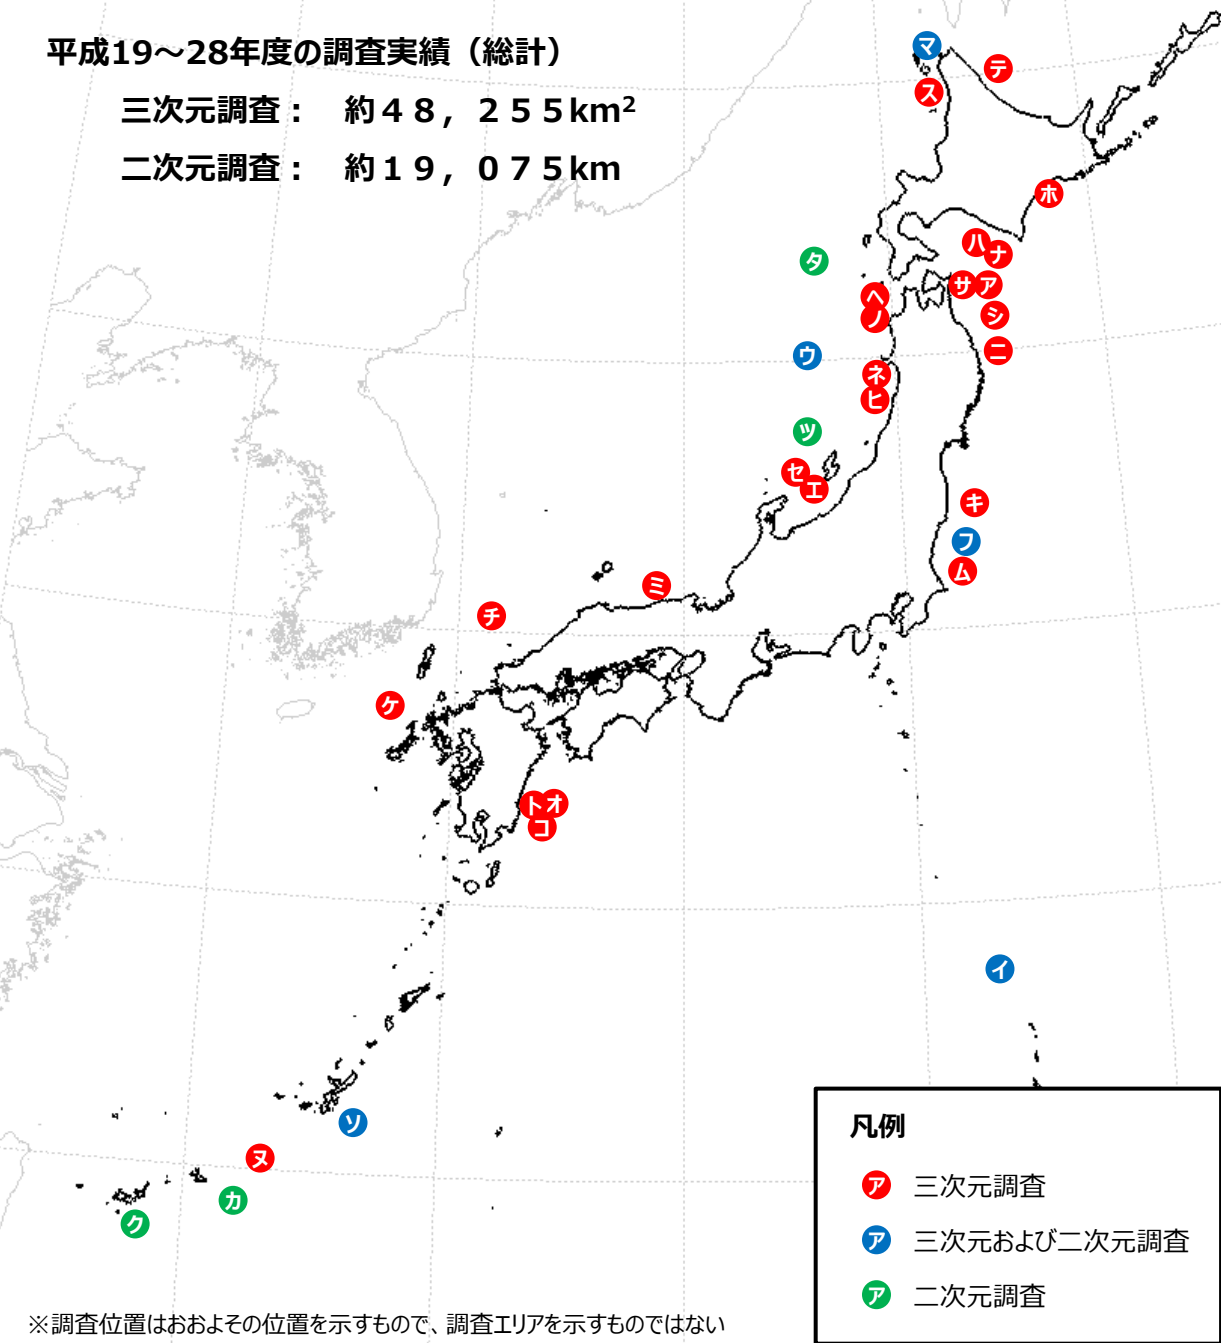 平成19～28年度の調査実績（総計）
三次元調査： 約４８，２５５km²
二次元調査： 約１９，０７５km
マ
テ
ス
ホ
ハ
ナ
タ
サ
ア
ヘ
ノ
シ
ニ
ウ
ネ
ヒ
ツ
セ
エ
キ
フ
ム
ミ
チ
ケ
ト
オ
コ
イ
ソ
ヌ
カ
ク
凡例
ア 三次元調査
ア 三次元および二次元調査
ア 二次元調査
※調査位置はおおよその位置を示すもので、調査エリアを示すものではない